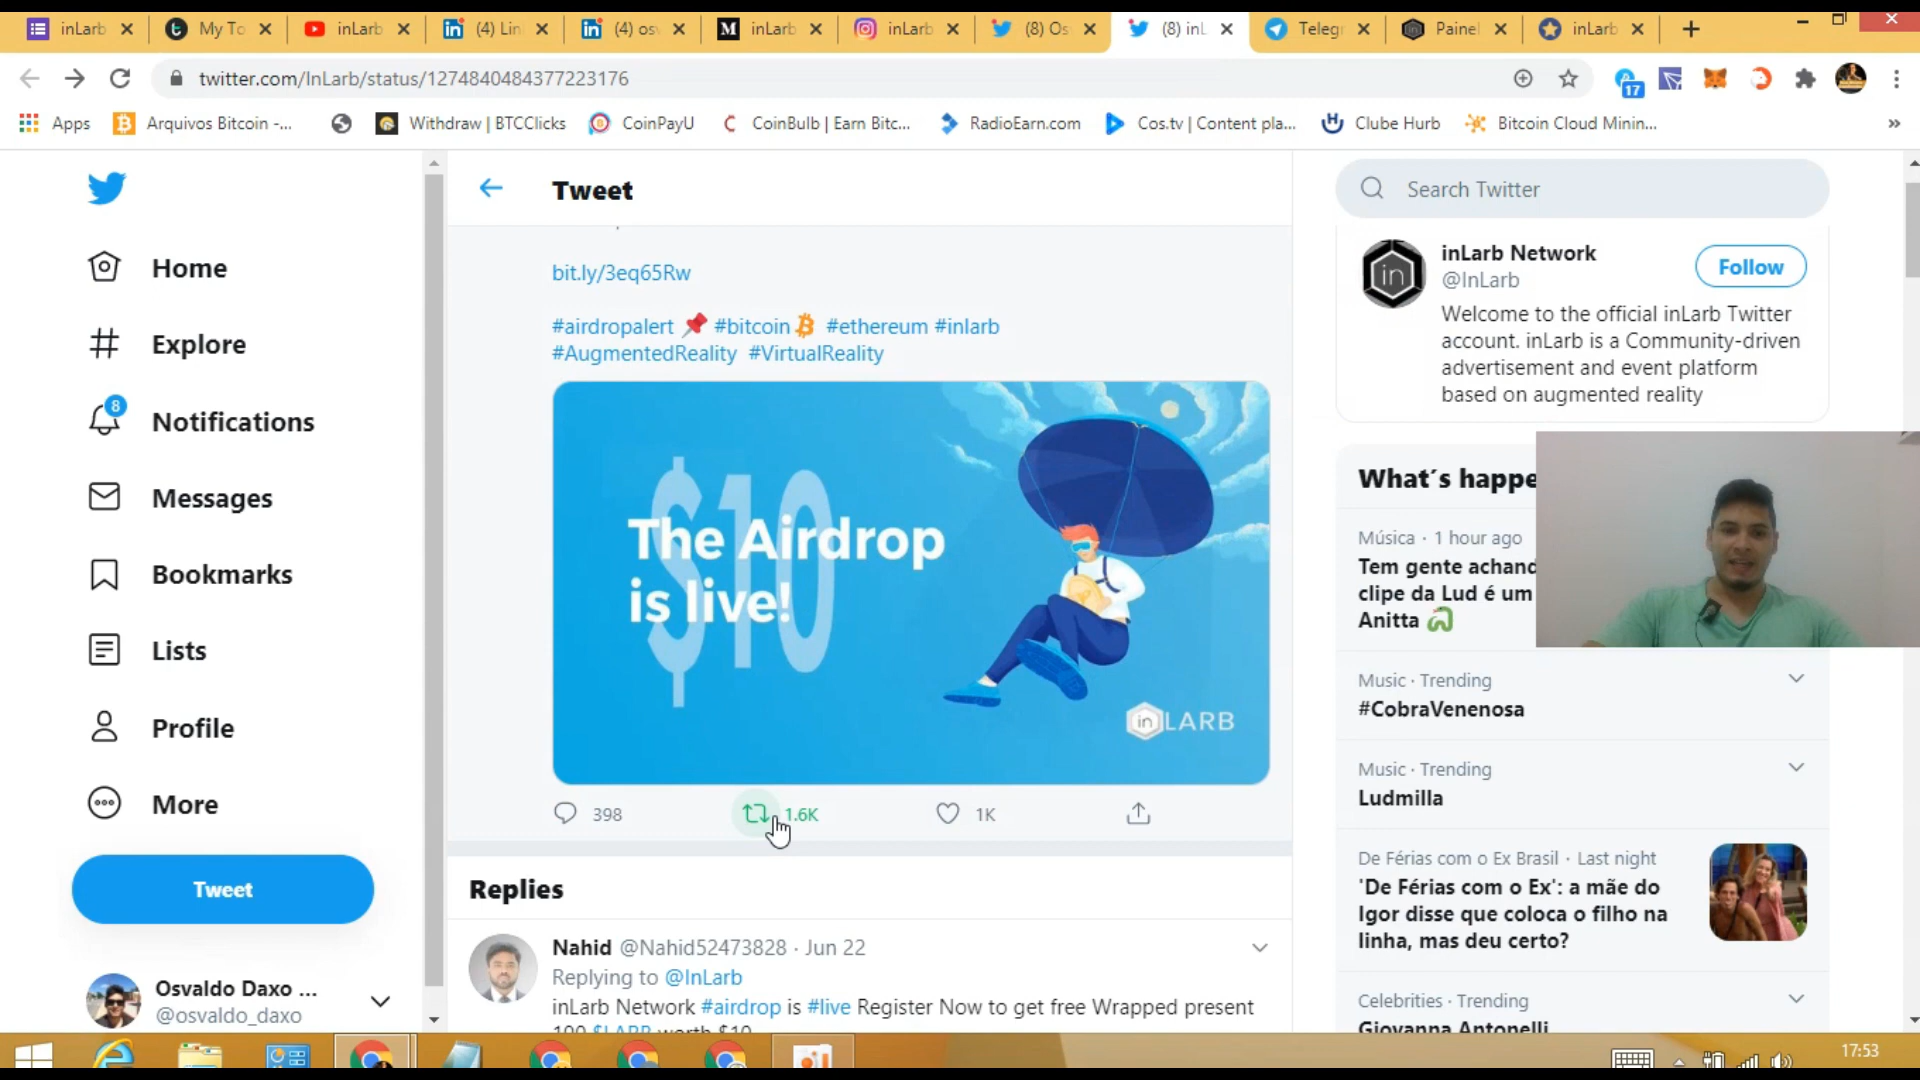 inLarb
My To
inLarb
(4) Lin
(4) os
inLarb
inLarb
(8) Os
(8) inL
Telegr
Painel
inLarb
twitter.com/InLarb/status/1274840484377223176
17
Apps
Arquivos Bitcoin -...
Withdraw | BTCClicks
CoinPayU
CoinBulb | Earn Bitc...
RadioEarn.com
Cos.tv | Content pla...
Clube Hurb
Bitcoin Cloud Minin...
»
Home
Explore
8
Notifications
Messages
Bookmarks
Lists
Profile
More
Tweet
Osvaldo Daxo ...
@osvaldo_daxo
Tweet
bit.ly/3eq65Rw
#airdropalert 📌 #bitcoin #ethereum #inlarb
#AugmentedReality #VirtualReality
$10
The Airdrop
is live!
in LARB
398
1.6K
1K
Replies
Nahid @Nahid52473828 · Jun 22
Replying to @InLarb
inLarb Network #airdrop is #live Register Now to get free Wrapped present
100 $LARB worth $10
Search Twitter
in
inLarb Network
@InLarb
Follow
Welcome to the official inLarb Twitter
account. inLarb is a Community-driven
advertisement and event platform
based on augmented reality
What´s happe
Música · 1 hour ago
Tem gente achand
clipe da Lud é um
Anitta 🐍
Music · Trending
#CobraVenenosa
Music · Trending
Ludmilla
De Férias com o Ex Brasil · Last night
'De Férias com o Ex': a mãe do
Igor disse que coloca o filho na
linha, mas deu certo?
Celebrities · Trending
Giovanna Antonelli
17:53